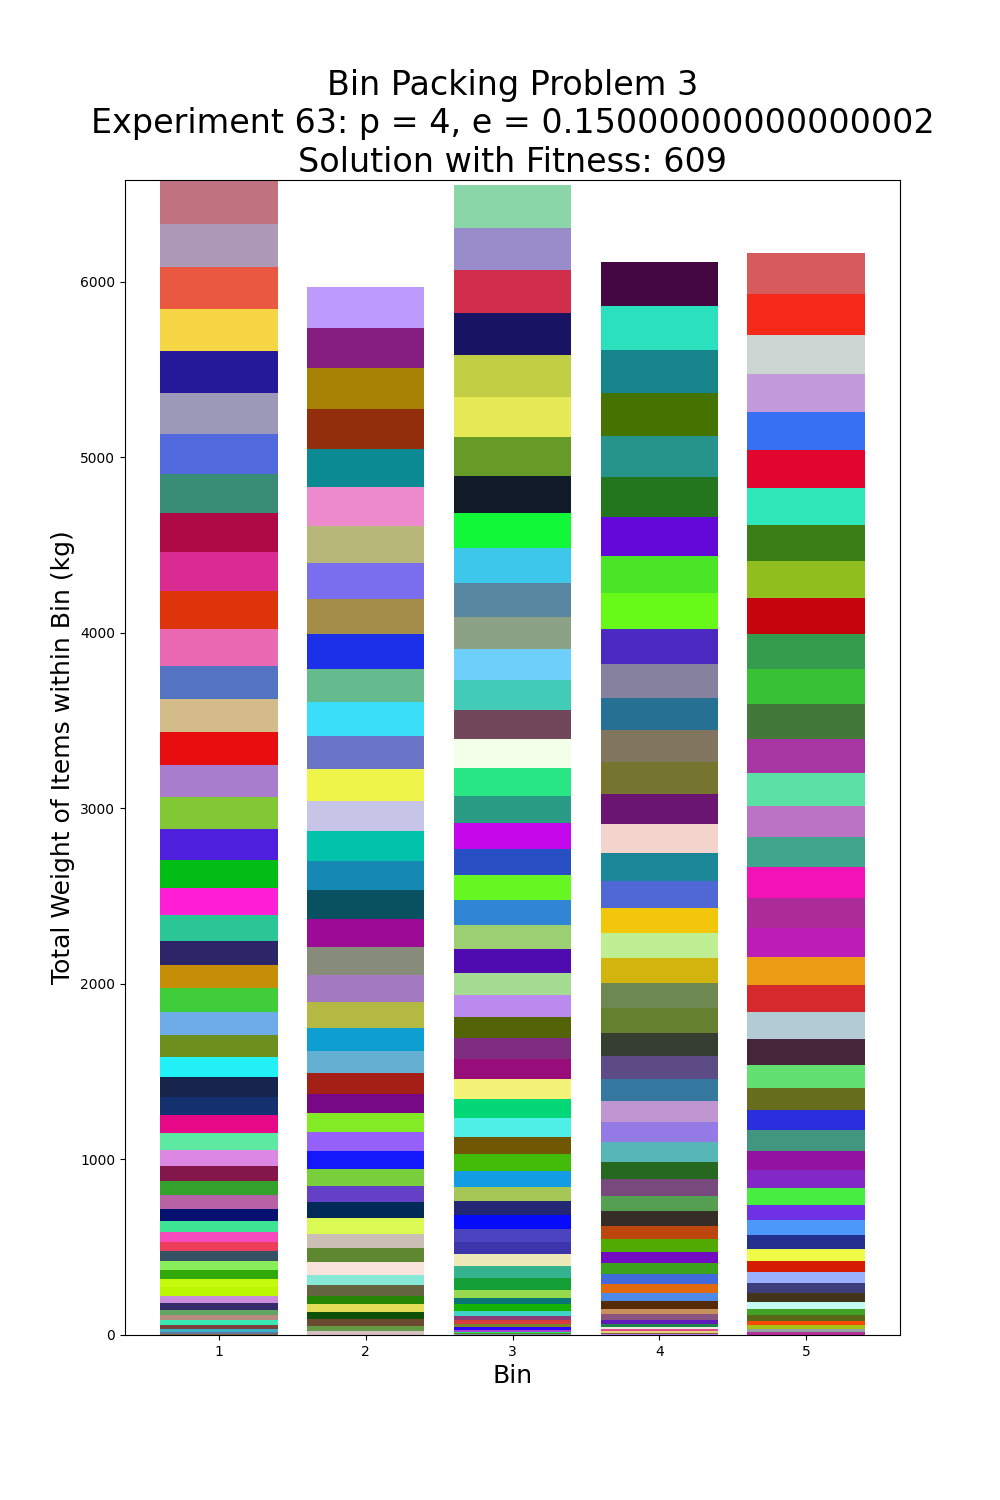 Bin Packing Problem 3
Experiment 63: p = 4, e = 0.15000000000000002
Solution with Fitness: 609
Total Weight of Items within Bin (kg)
6000
5000
4000
3000
2000
1000
0
1 2 3 4 5
Bin